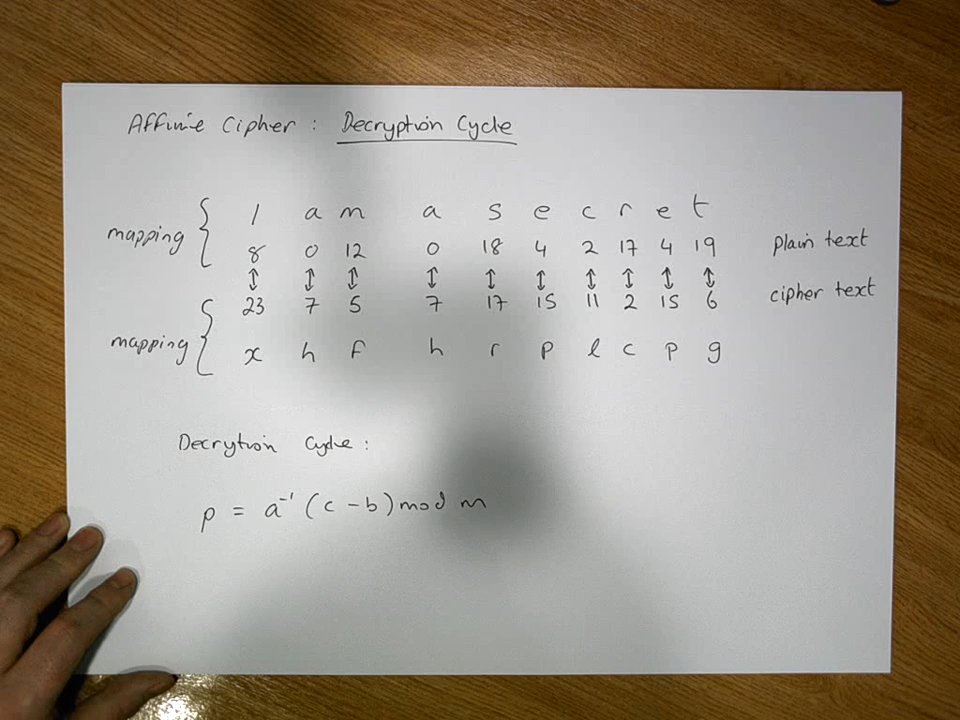 Affine Cipher : Decryption Cycle
I a m a s e c r e t
mapping { 8 0 12 0 18 4 2 17 4 19 plain text
↕ ↕ ↕ ↕ ↕ ↕ ↕ ↕ ↕ ↕
23 7 5 7 17 15 11 2 15 6 cipher text
mapping { x h f h r p l c p g
Decrytion Cycle :
p = a⁻¹ (c - b) mod m